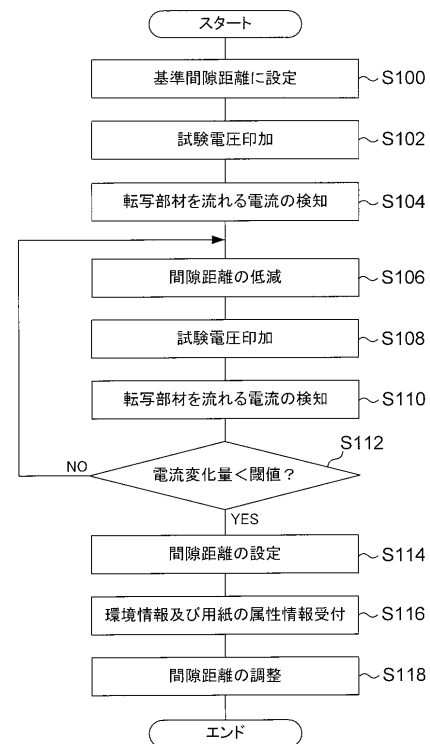 スタート
基準間隙距離に設定
S100
試験電圧印加
S102
転写部材を流れる電流の検知
S104
間隙距離の低減
S106
試験電圧印加
S108
転写部材を流れる電流の検知
S110
S112
電流変化量<閾値?
NO
YES
間隙距離の設定
S114
環境情報及び用紙の属性情報受付
S116
間隙距離の調整
S118
エンド